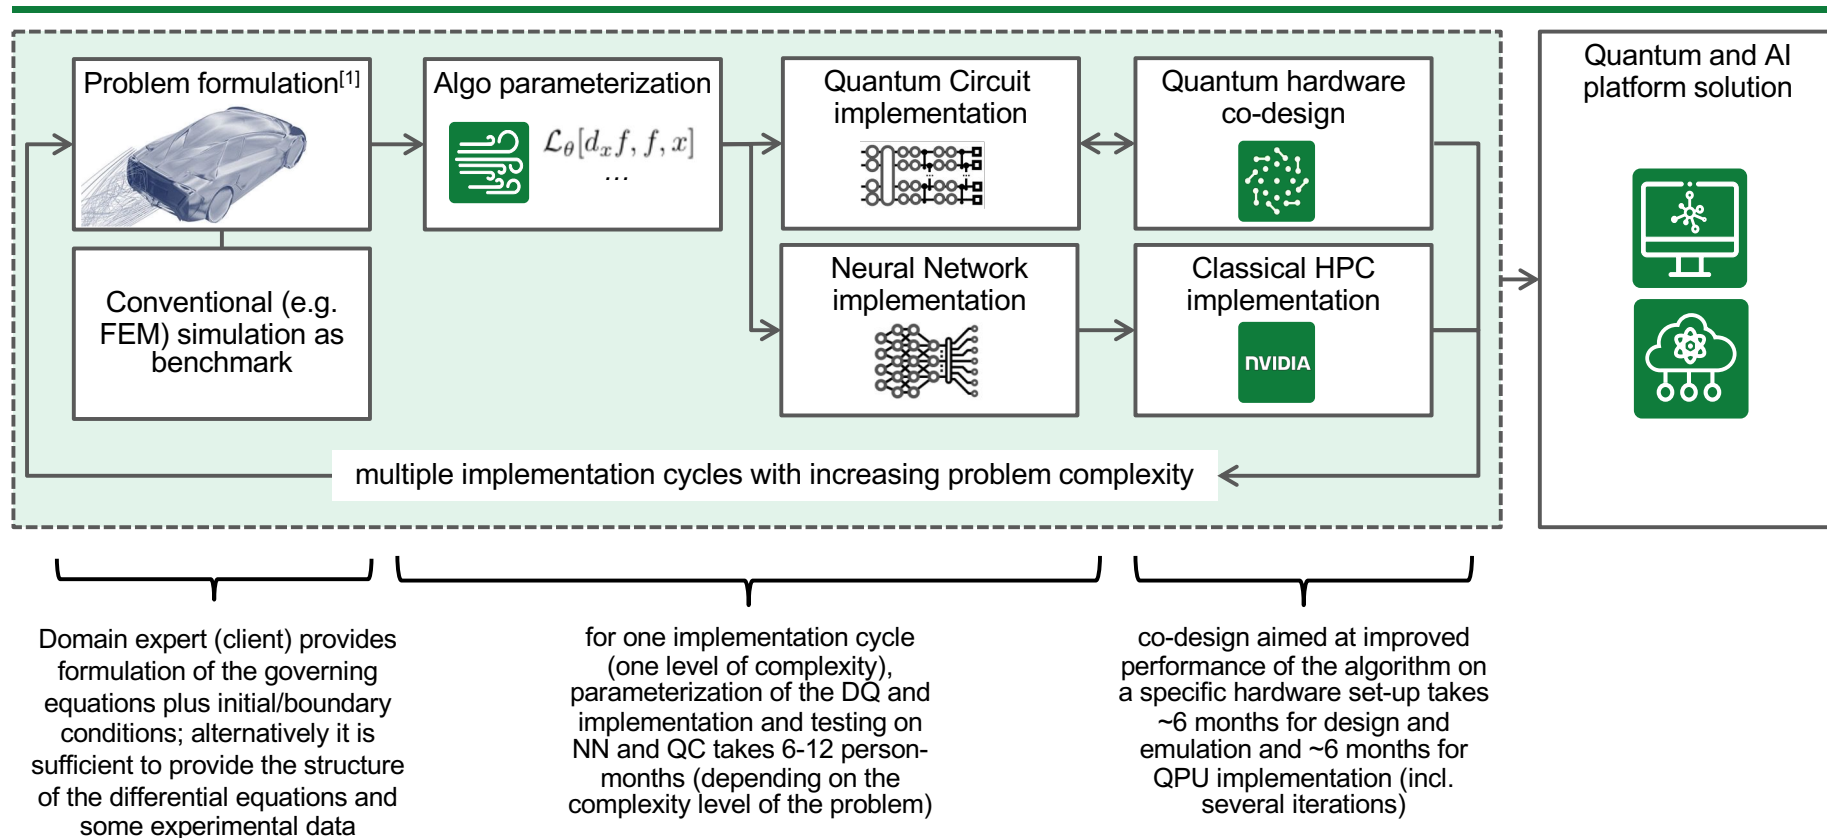 Problem formulation[1]
Algo parameterization
ℒθ[dₓf, f, x]
...
Quantum Circuit
implementation
Quantum hardware
co-design
Quantum and AI
platform solution
Conventional (e.g.
FEM) simulation as
benchmark
Neural Network
implementation
Classical HPC
implementation
NVIDIA
multiple implementation cycles with increasing problem complexity
Domain expert (client) provides
formulation of the governing
equations plus initial/boundary
conditions; alternatively it is
sufficient to provide the structure
of the differential equations and
some experimental data
for one implementation cycle
(one level of complexity),
parameterization of the DQ and
implementation and testing on
NN and QC takes 6-12 person-
months (depending on the
complexity level of the problem)
co-design aimed at improved
performance of the algorithm on
a specific hardware set-up takes
~6 months for design and
emulation and ~6 months for
QPU implementation (incl.
several iterations)